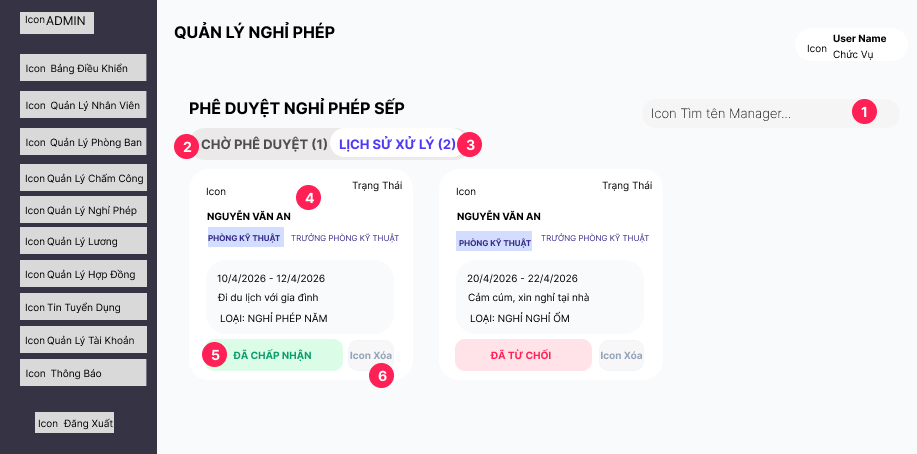 Icon ADMIN
Icon Bảng Điều Khiển
Icon Quản Lý Nhân Viên
Icon Quản Lý Phòng Ban
Icon Quản Lý Chấm Công
Icon Quản Lý Nghỉ Phép
Icon Quản Lý Lương
Icon Quản Lý Hợp Đồng
Icon Tin Tuyển Dụng
Icon Quản Lý Tài Khoản
Icon Thông Báo
Icon Đăng Xuất
QUẢN LÝ NGHỈ PHÉP
Icon
User Name
Chức Vụ
PHÊ DUYỆT NGHỈ PHÉP SẾP
Icon Tìm tên Manager...
1
2
CHỜ PHÊ DUYỆT (1)
LỊCH SỬ XỬ LÝ (2)
3
Icon
4
Trạng Thái
NGUYỄN VĂN AN
PHÒNG KỸ THUẬT
TRƯỞNG PHÒNG KỸ THUẬT
10/4/2026 - 12/4/2026
Đi du lịch với gia đình
LOẠI: NGHỈ PHÉP NĂM
5
ĐÃ CHẤP NHẬN
Icon Xóa
6
Icon
Trạng Thái
NGUYỄN VĂN AN
PHÒNG KỸ THUẬT
TRƯỞNG PHÒNG KỸ THUẬT
20/4/2026 - 22/4/2026
Cảm cúm, xin nghỉ tại nhà
LOẠI: NGHỈ NGHỈ ỐM
ĐÃ TỪ CHỐI
Icon Xóa